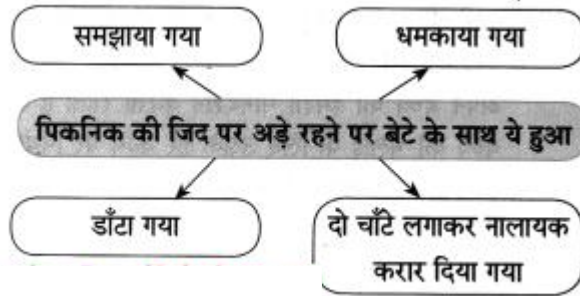 समझाया गया
धमकाया गया
पिकनिक की जिद पर अड़े रहने पर बेटे के साथ ये हुआ
डाँटा गया
दो चाँटे लगाकर नालायक
करार दिया गया